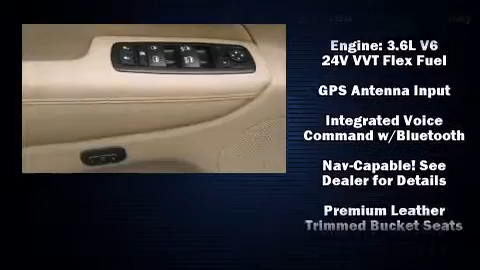 Engine: 3.6L V6
24V VVT Flex Fuel
GPS Antenna Input
Integrated Voice
Command w/Bluetooth
Nav-Capable! See
Dealer for Details
Premium Leather
Trimmed Bucket Seats